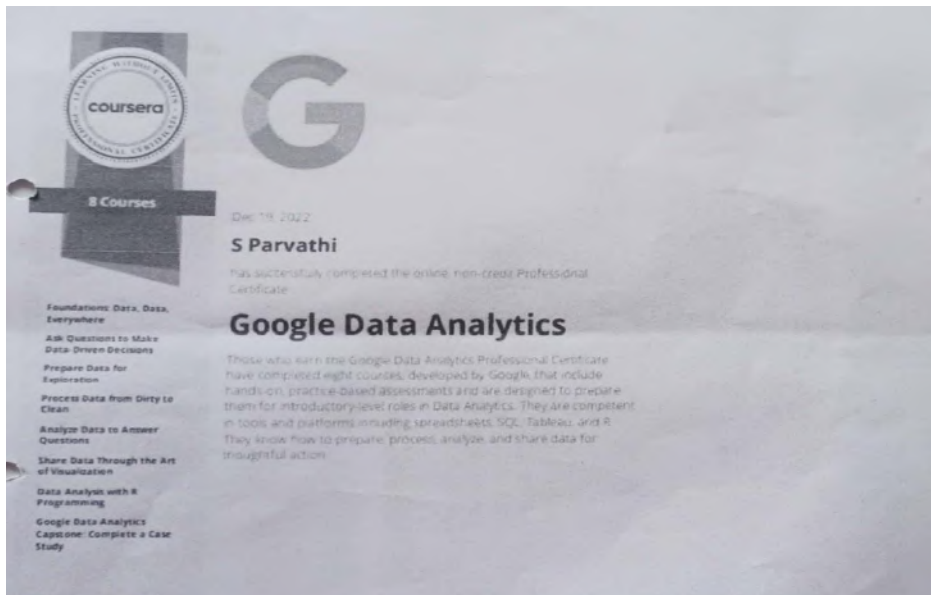 LEARNING WITHOUT LIMITS
coursera
PROFESSIONAL CERTIFICATE
8 Courses
Foundations: Data, Data,
Everywhere
Ask Questions to Make
Data-Driven Decisions
Prepare Data for
Exploration
Process Data from Dirty to
Clean
Analyze Data to Answer
Questions
Share Data Through the Art
of Visualization
Data Analysis with R
Programming
Google Data Analytics
Capstone: Complete a Case
Study
G
Dec 19, 2022
S Parvathi
has successfully completed the online, non-credit Professional
Certificate
Google Data Analytics
Those who earn the Google Data Analytics Professional Certificate
have completed eight courses, developed by Google, that include
hands-on, practice-based assessments and are designed to prepare
them for introductory-level roles in Data Analytics. They are competent
in tools and platforms including spreadsheets, SQL, Tableau, and R.
They know how to prepare, process, analyze, and share data for
thoughtful action.